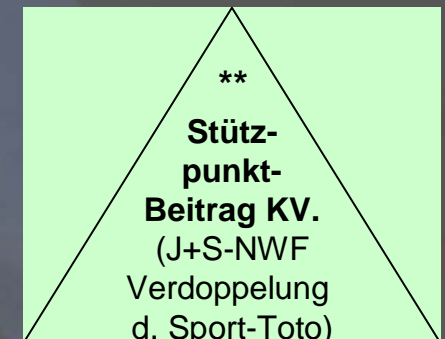 **
Stütz-
punkt-
Beitrag KV.
(J+S-NWF
Verdoppelung
d. Sport-Toto)